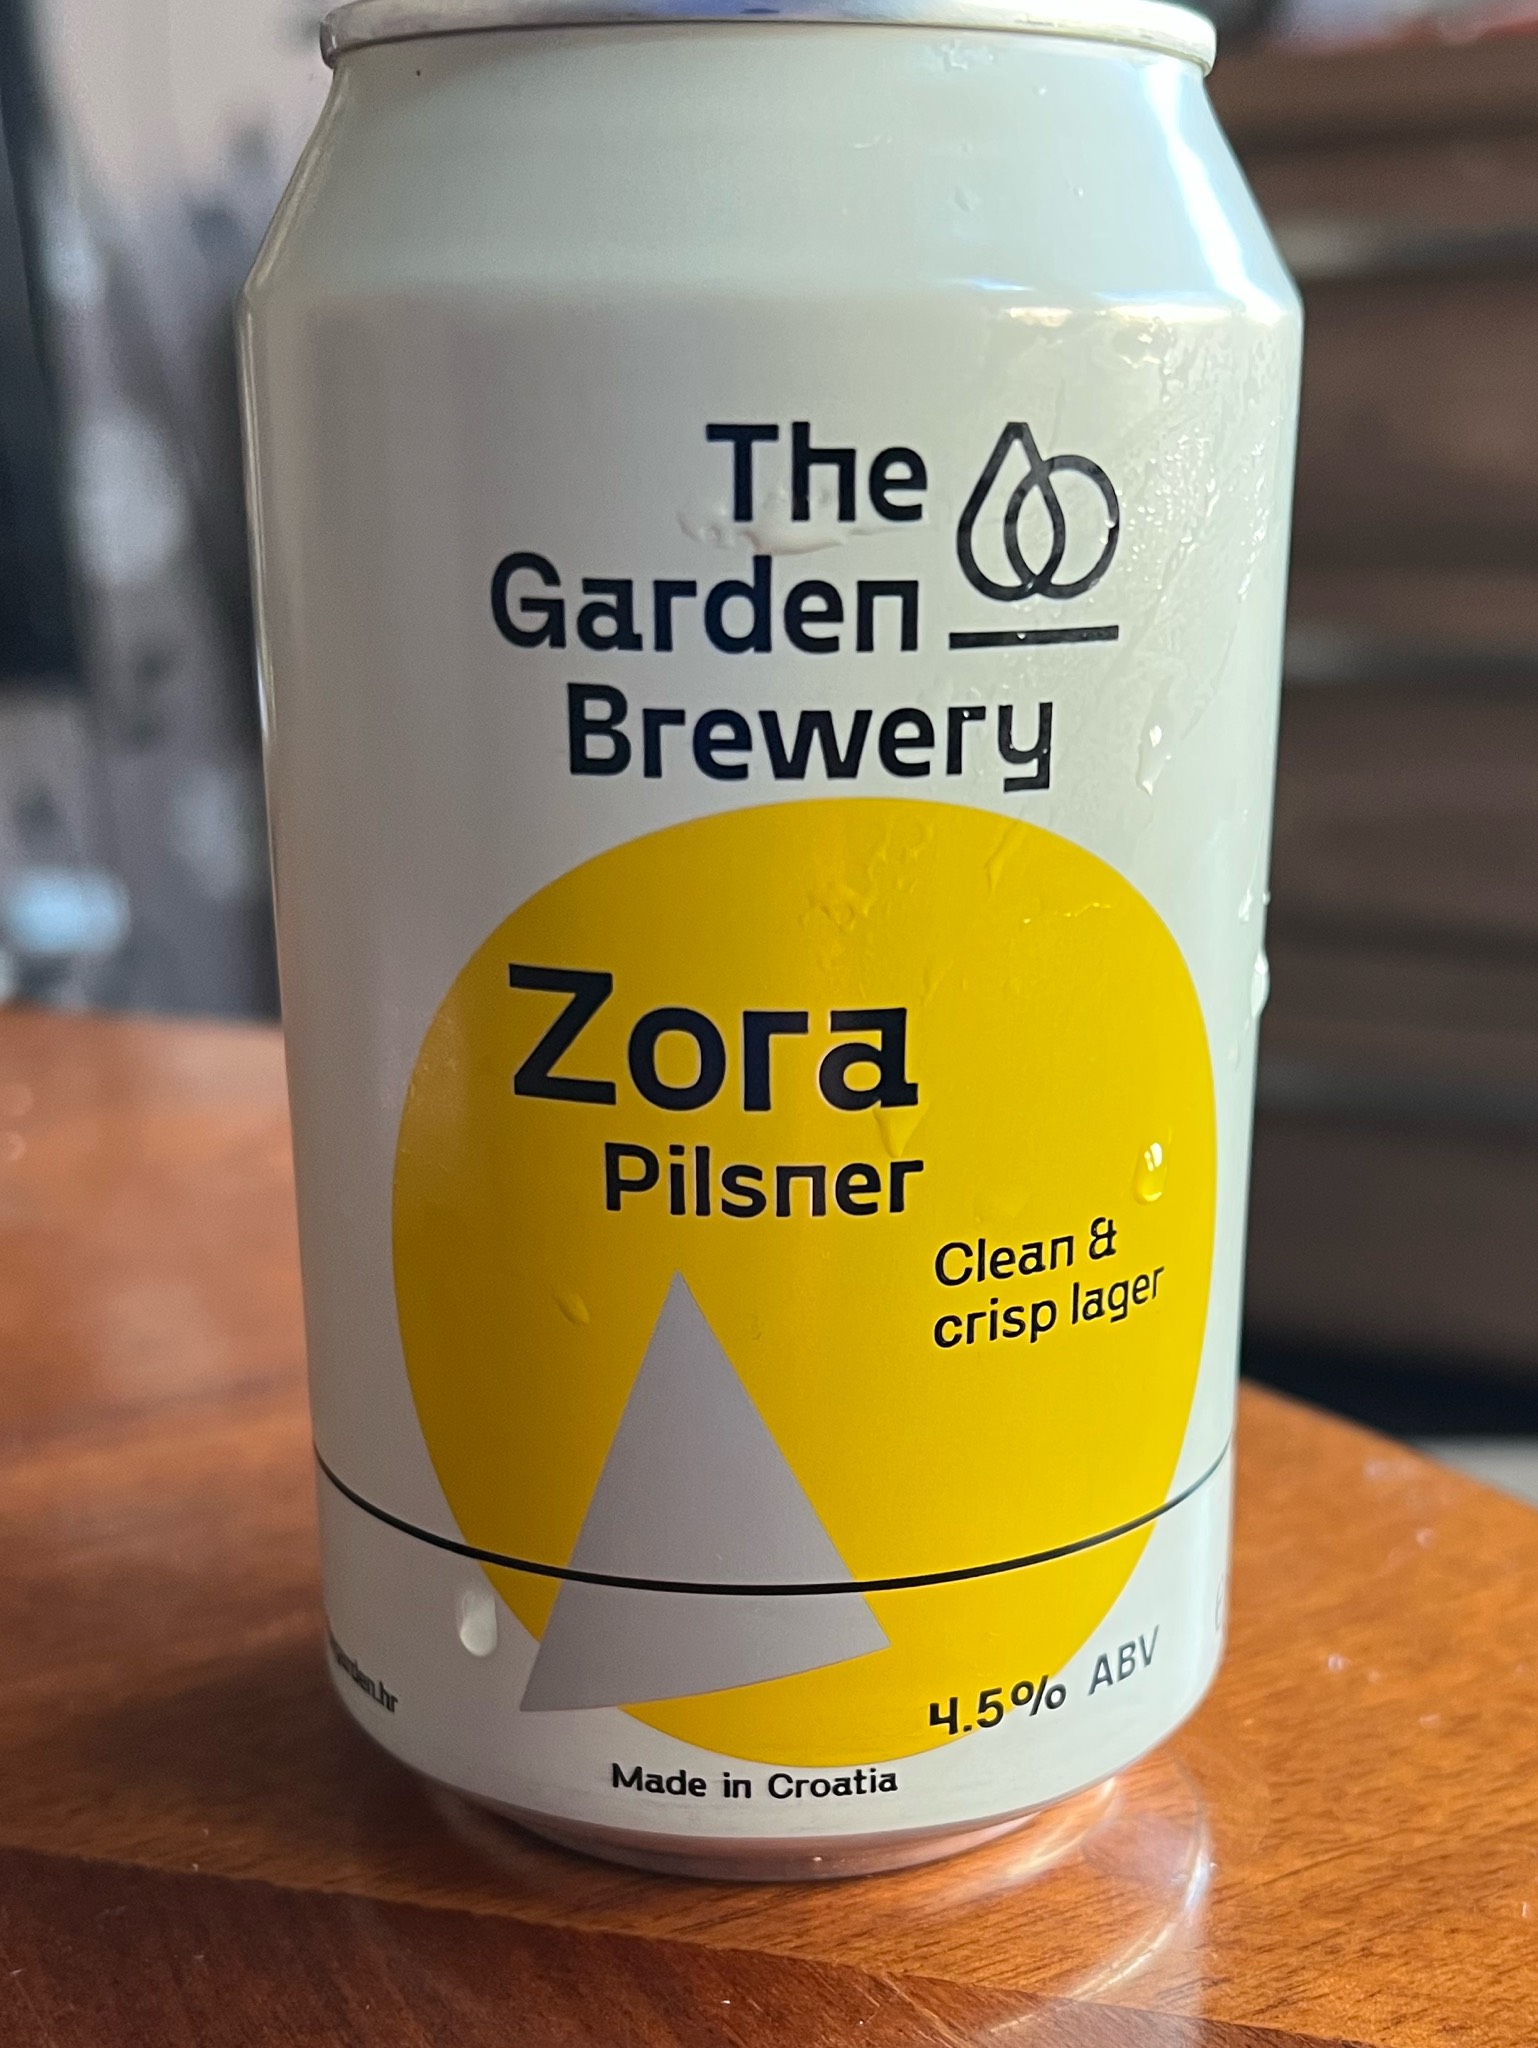 The
Garden
Brewery
Zora
Pilsner
Clean &
crisp lager
4.5% ABV
Made in Croatia